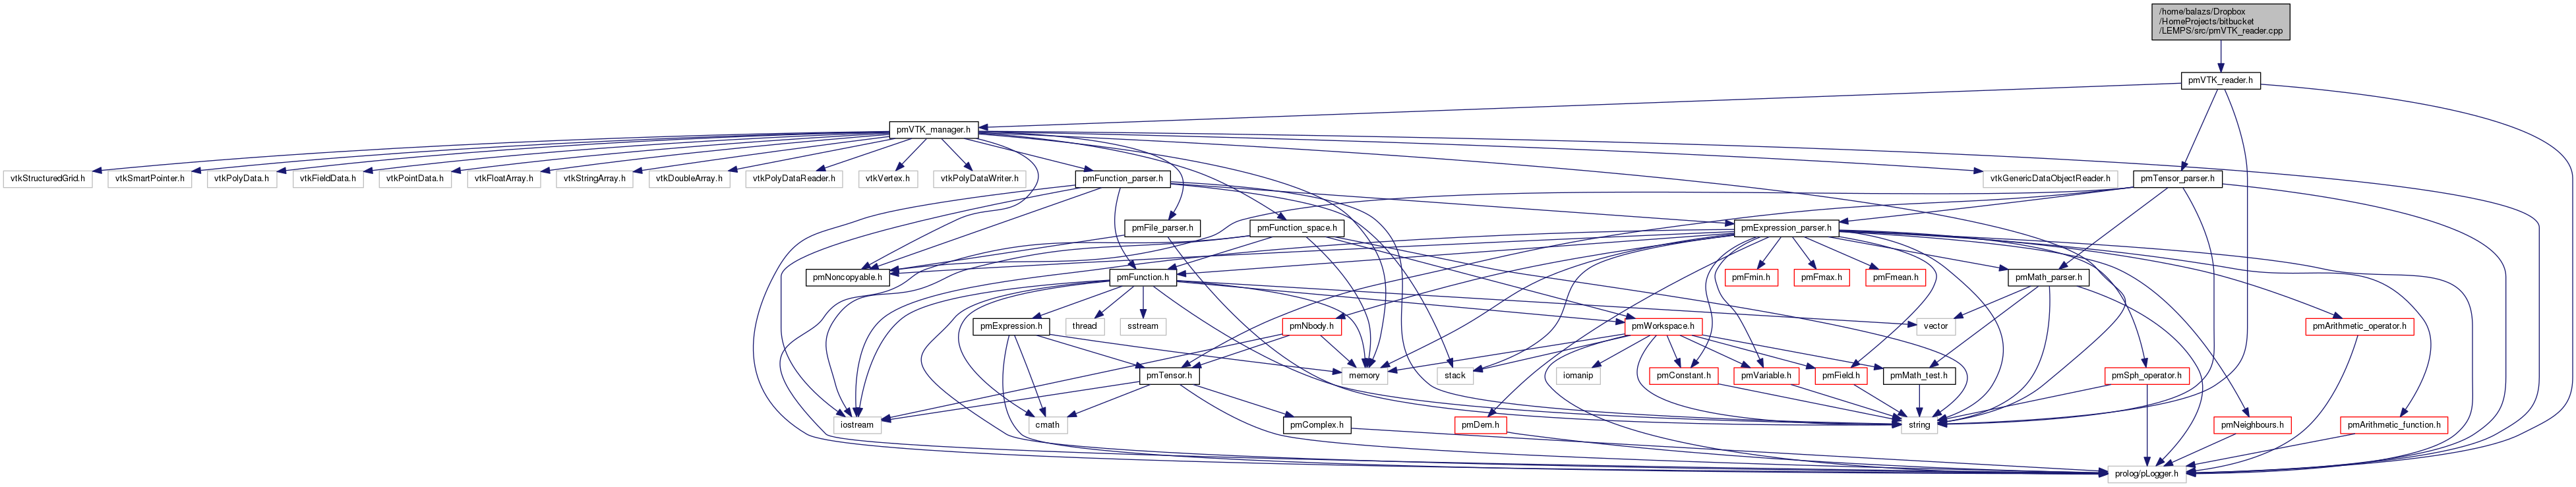 /home/balazs/Dropbox
/HomeProjects/bitbucket
/LEMPS/src/pmVTK_reader.cpp
pmVTK_reader.h
pmVTK_manager.h
vtkStructuredGrid.h
vtkSmartPointer.h
vtkPolyData.h
vtkFieldData.h
vtkPointData.h
vtkFloatArray.h
vtkStringArray.h
vtkDoubleArray.h
vtkPolyDataReader.h
vtkVertex.h
vtkPolyDataWriter.h
pmFunction_parser.h
vtkGenericDataObjectReader.h
pmTensor_parser.h
pmFile_parser.h
pmFunction_space.h
pmExpression_parser.h
pmNoncopyable.h
pmFunction.h
pmFmin.h
pmFmax.h
pmFmean.h
pmMath_parser.h
pmExpression.h
thread
sstream
pmNbody.h
pmWorkspace.h
vector
pmArithmetic_operator.h
pmTensor.h
memory
stack
iomanip
pmConstant.h
pmVariable.h
pmField.h
pmMath_test.h
pmSph_operator.h
iostream
cmath
pmComplex.h
pmDem.h
string
pmNeighbours.h
pmArithmetic_function.h
prolog/pLogger.h